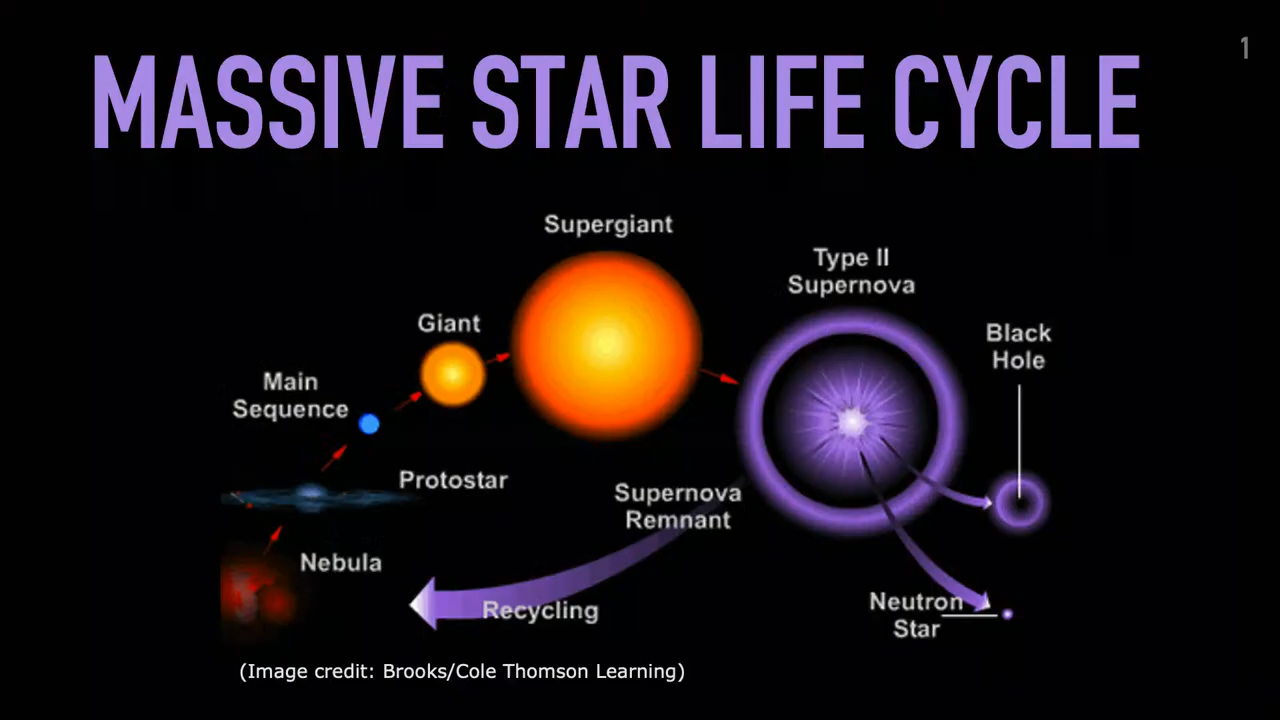 1
MASSIVE STAR LIFE CYCLE
Supergiant
Type II
Supernova
Giant
Black
Hole
Main
Sequence
Protostar
Supernova
Remnant
Nebula
Recycling
Neutron
Star
(Image credit: Brooks/Cole Thomson Learning)